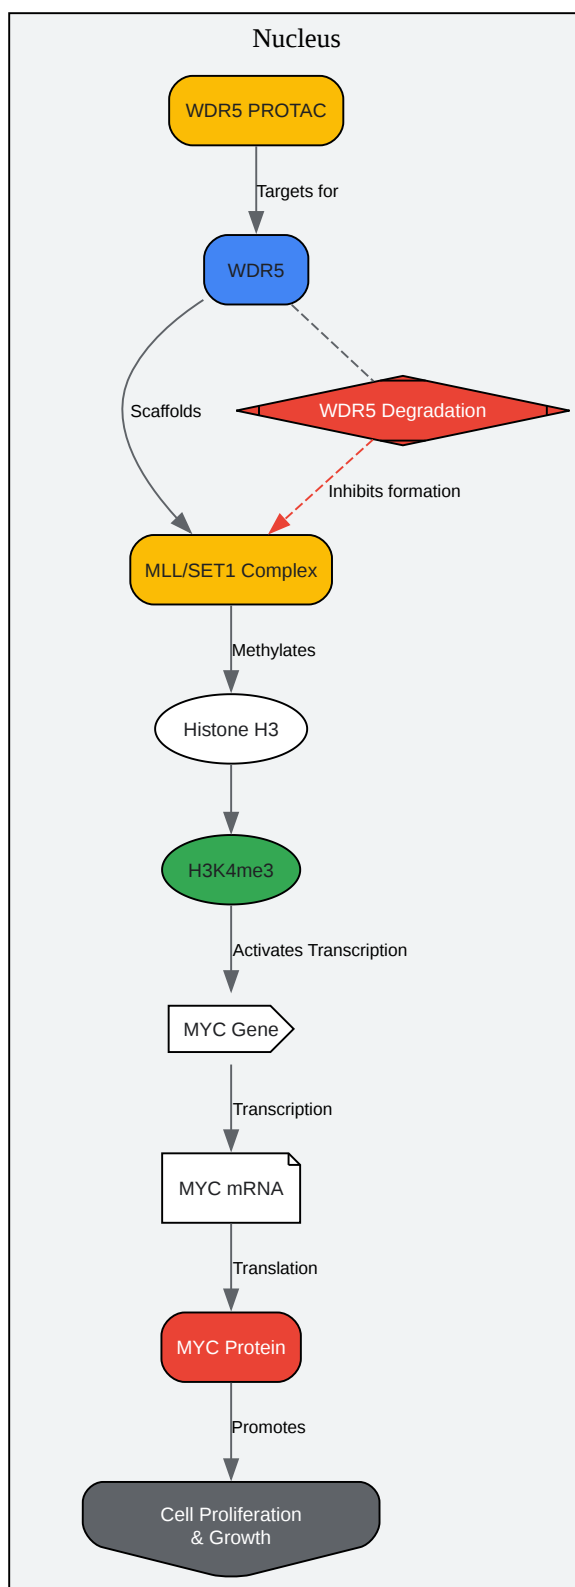 Nucleus
WDR5 PROTAC
Targets for
WDR5
Scaffolds
WDR5 Degradation
Inhibits formation
MLL/SET1 Complex
Methylates
Histone H3
H3K4me3
Activates Transcription
MYC Gene
Transcription
MYC mRNA
Translation
MYC Protein
Promotes
Cell Proliferation
& Growth